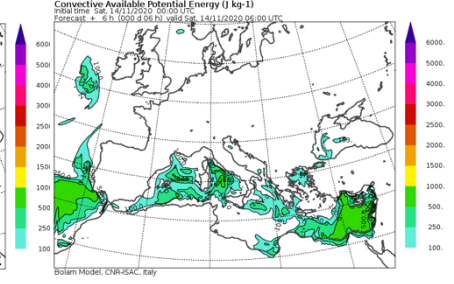 Convective Available Potential Energy (J kg-1)
Initial time Sat, 14/11/2020 00:00 UTC
Forecast + 6 h (000 d 06 h) valid Sat, 14/11/2020 06:00 UTC
6000.
5000.
4000.
3000.
2500.
2000.
1500.
1000.
500.
250.
100.
Bolam Model, CNR-ISAC, Italy